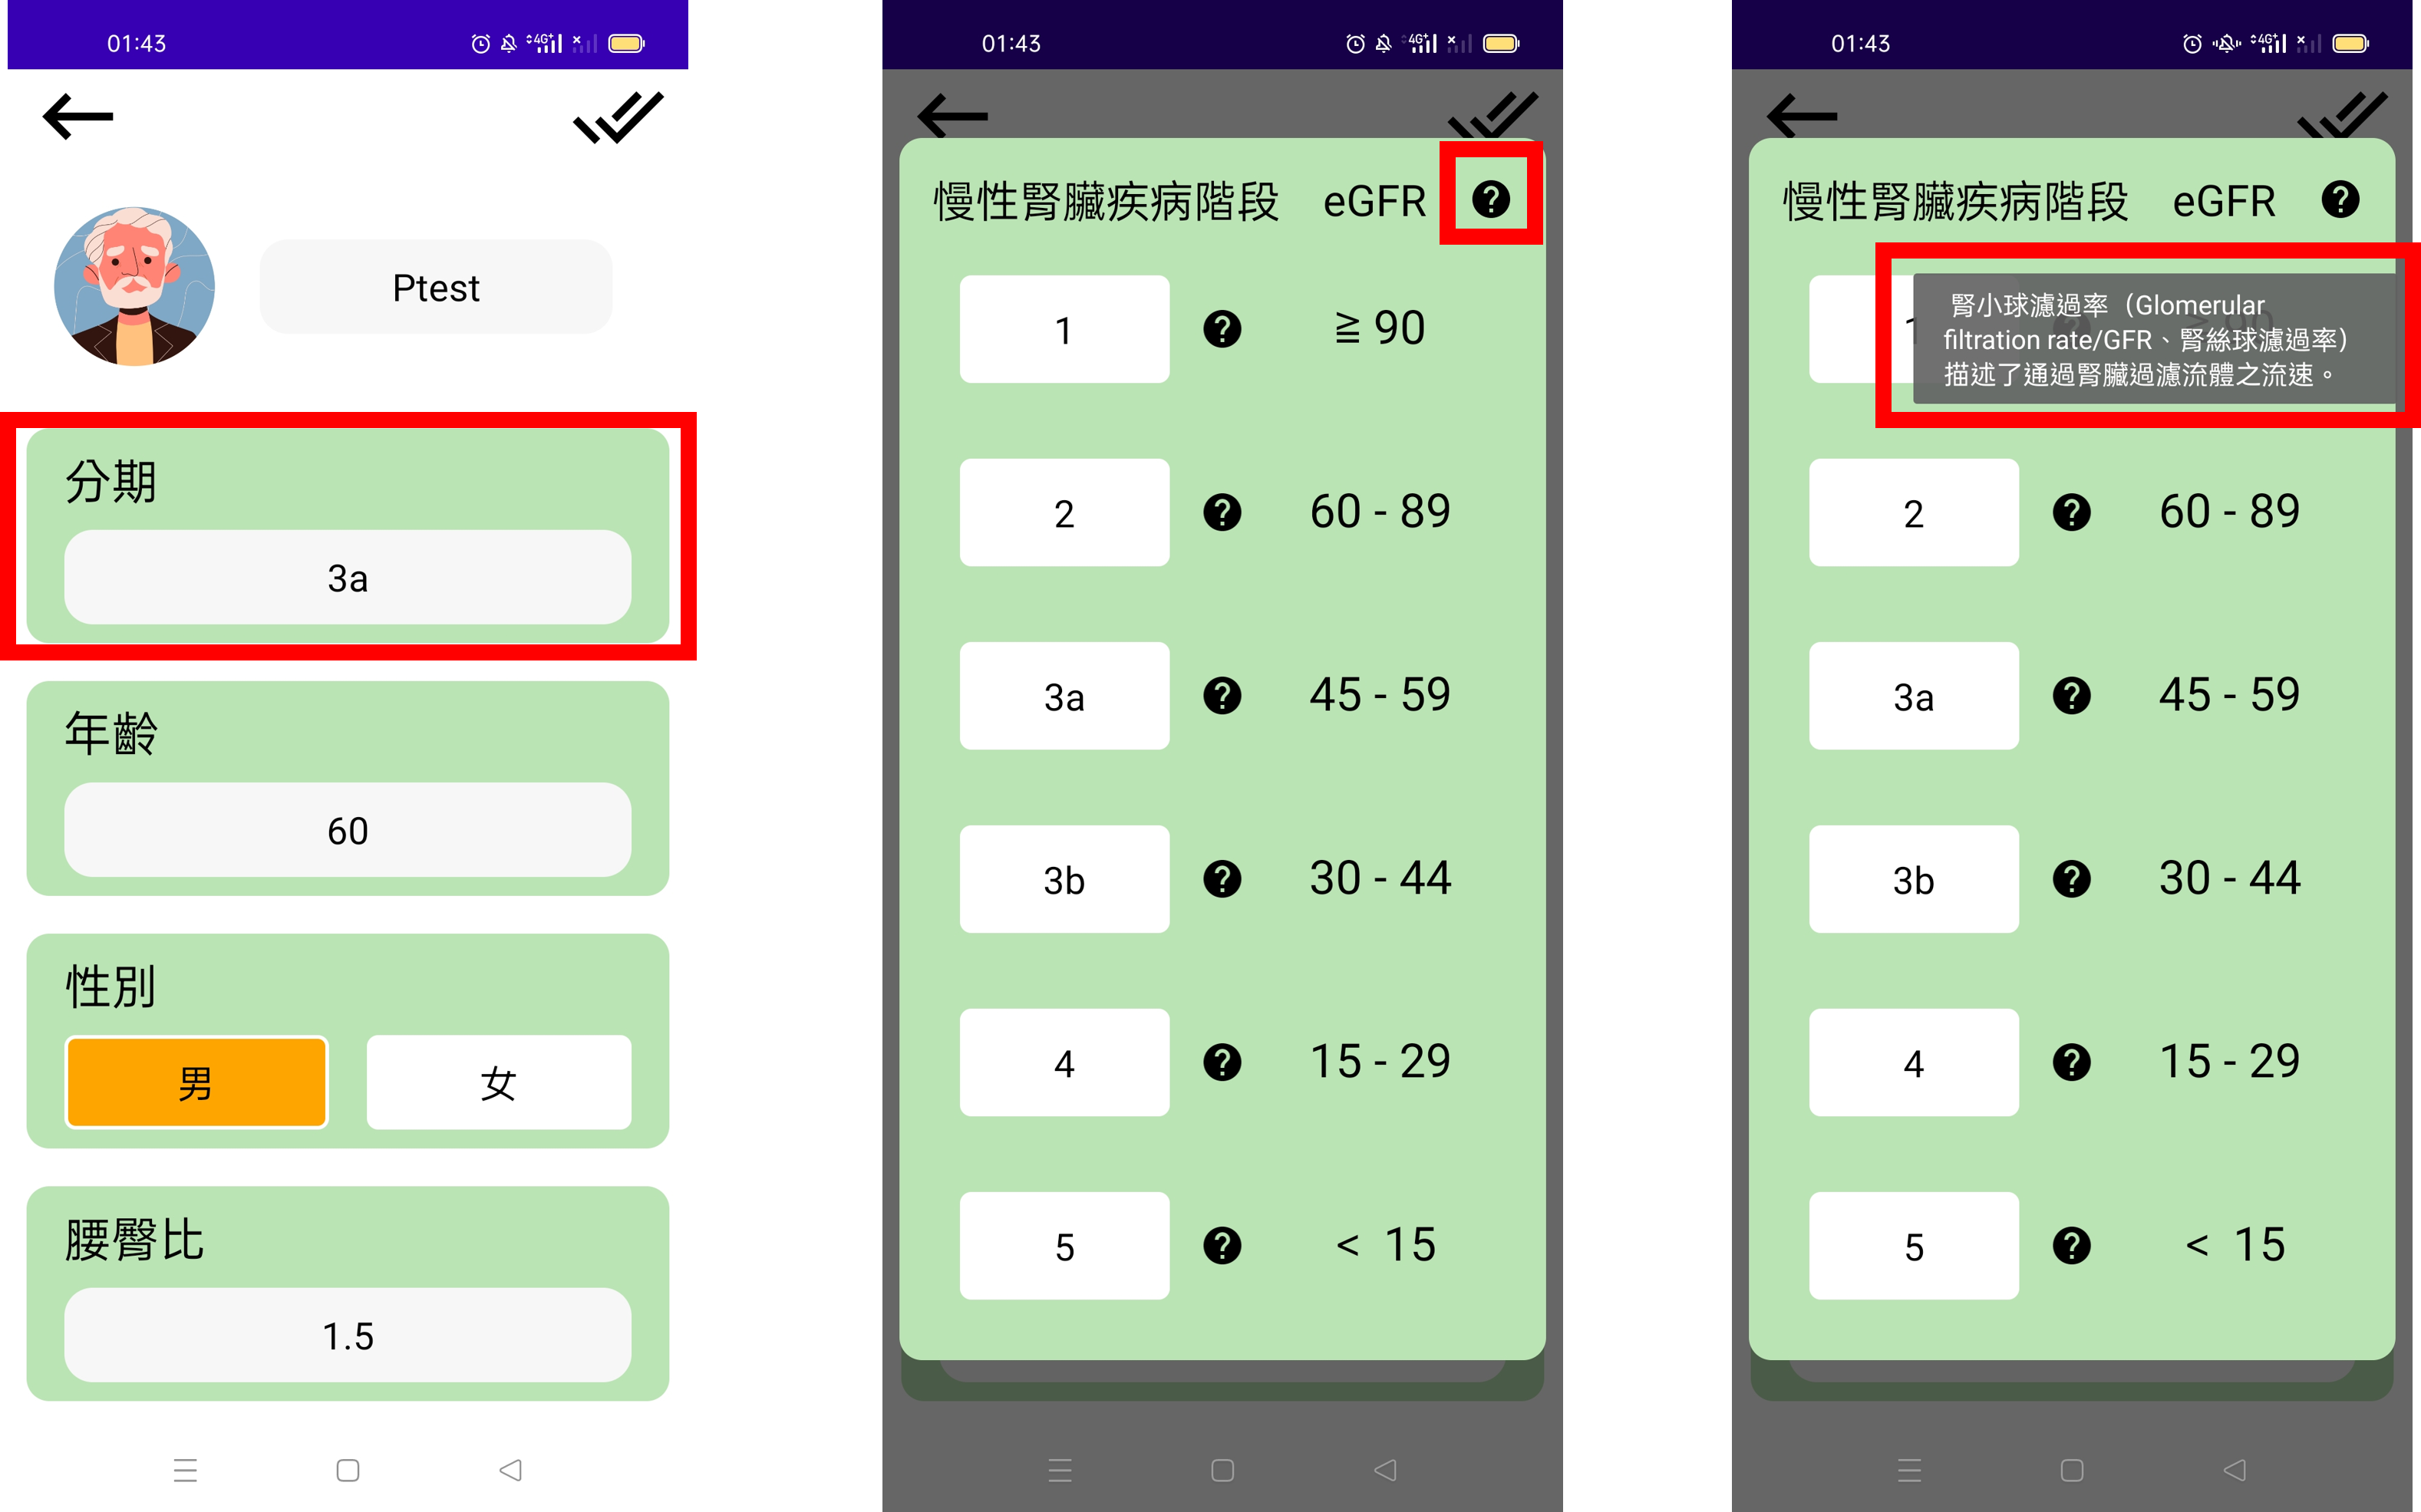 01:43
4G+
Ptest
分期
3a
年齡
60
性別
男
女
腰臀比
1.5
01:43
4G+
慢性腎臟疾病階段 eGFR ?
1 ? ≧ 90
2 ? 60 - 89
3a ? 45 - 59
3b ? 30 - 44
4 ? 15 - 29
5 ? < 15
01:43
4G+
慢性腎臟疾病階段 eGFR ?
腎小球濾過率（Glomerular
filtration rate/GFR、腎絲球濾過率）
描述了通過腎臟過濾流體之流速。
2 ? 60 - 89
3a ? 45 - 59
3b ? 30 - 44
4 ? 15 - 29
5 ? < 15